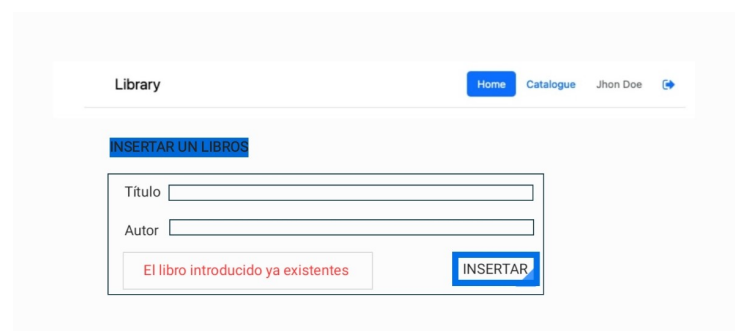 Library Home Catalogue Jhon Doe
INSERTAR UN LIBROS
Título
Autor
El libro introducido ya existentes INSERTAR